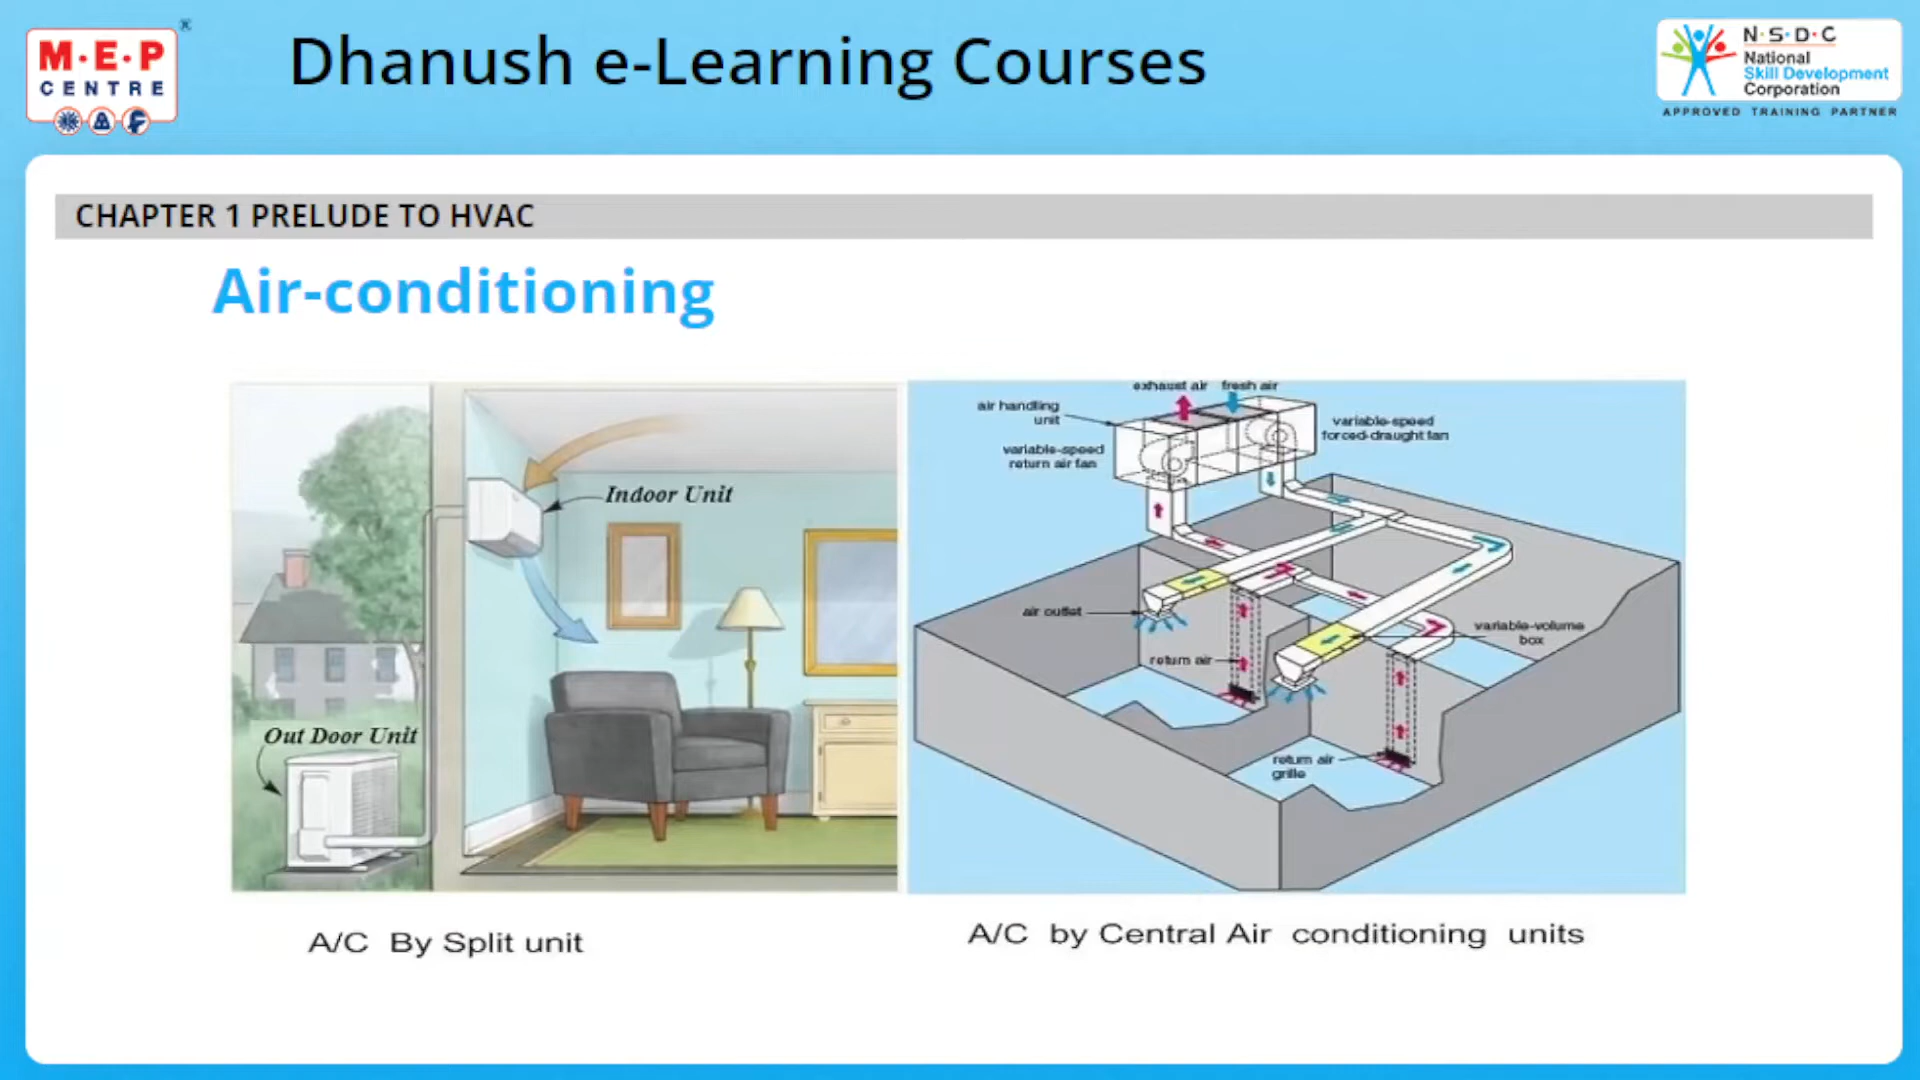 M·E·P
CENTRE
®
Dhanush e-Learning Courses
N·S·D·C
National
Skill Development
Corporation
APPROVED TRAINING PARTNER
CHAPTER 1 PRELUDE TO HVAC
Air-conditioning
Indoor Unit
Out Door Unit
exhaust air
fresh air
air handling
unit
variable-speed
return air fan
variable-speed
forced-draught fan
air outlet
return air
variable-volume
box
return air
grille
A/C By Split unit
A/C by Central Air conditioning units